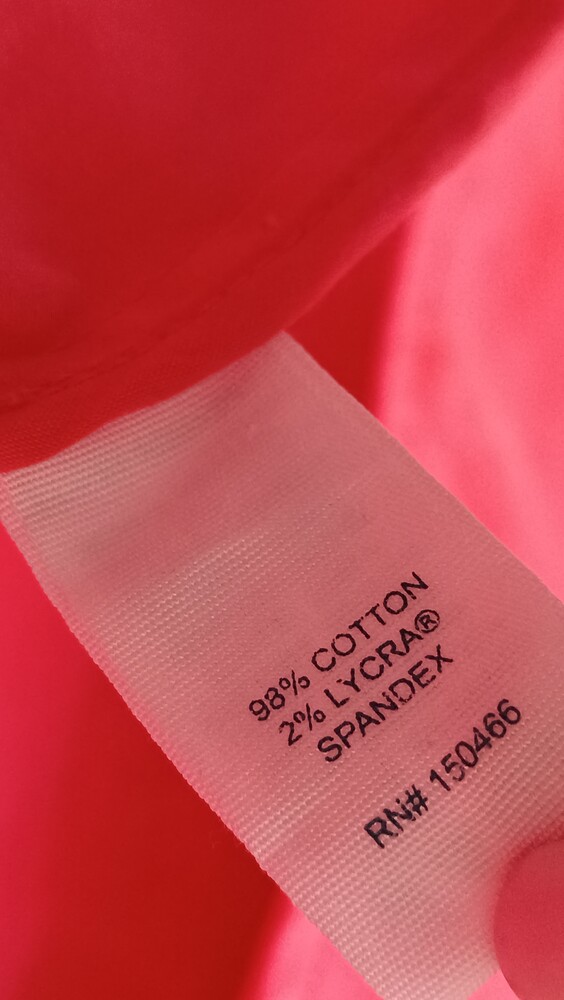 98% COTTON
2% LYCRA®
SPANDEX
RN# 150466